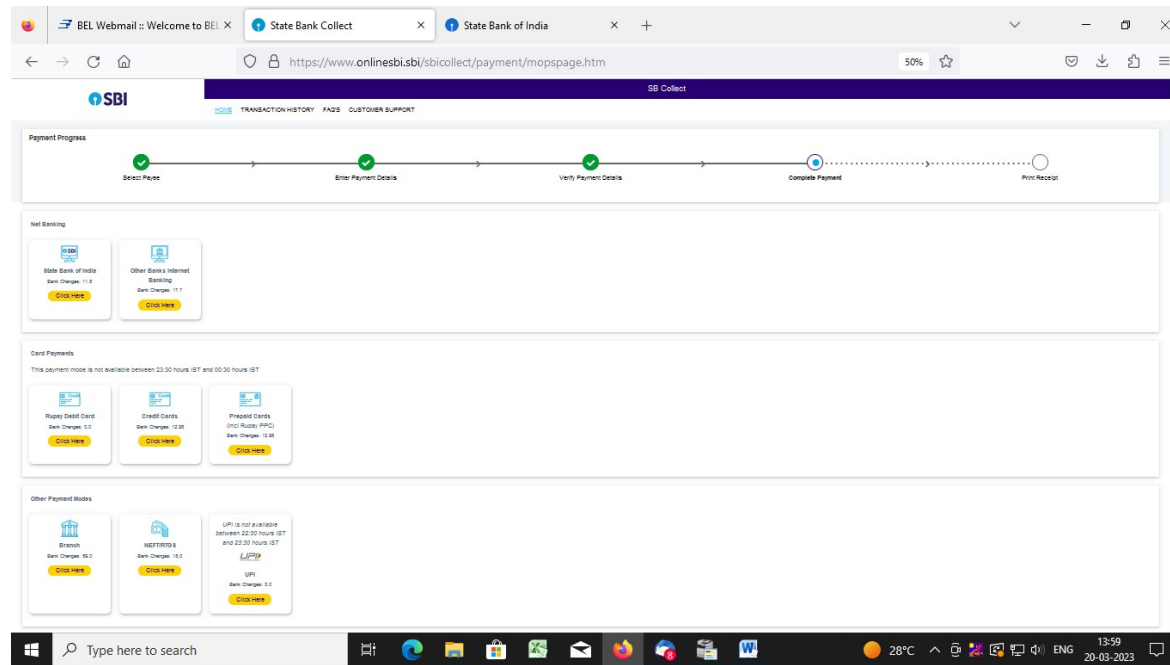 BEL Webmail :: Welcome to BEL
State Bank Collect
State Bank of India
https://www.onlinesbi.sbi/sbicollect/payment/mopspage.htm
50%
SBI
SB Collect
HOME TRANSACTION HISTORY FAQ'S CUSTOMER SUPPORT
Payment Progress
Select Payee
Enter Payment Details
Verify Payment Details
Complete Payment
Print Receipt
Net Banking
SBI
State Bank of India
Bank Charges: 11.8
Click Here
Other Banks Internet
Banking
Bank Charges: 17.7
Click Here
Card Payments
This payment mode is not available between 23:30 hours IST and 00:30 hours IST
Rupay Debit Card
Bank Charges: 0.0
Click Here
Credit Cards
Bank Charges: 12.98
Click Here
Prepaid Cards
(Incl Rupay PPC)
Bank Charges: 12.98
Click Here
Other Payment Modes
Branch
Bank Charges: 59.0
Click Here
NEFT/RTGS
Bank Charges: 15.0
Click Here
UPI is not available
between 22:30 hours IST
and 23:30 hours IST
UPI
UPI
Bank Charges: 0.0
Click Here
Type here to search
8
28°C
ENG
13:59
20-03-2023